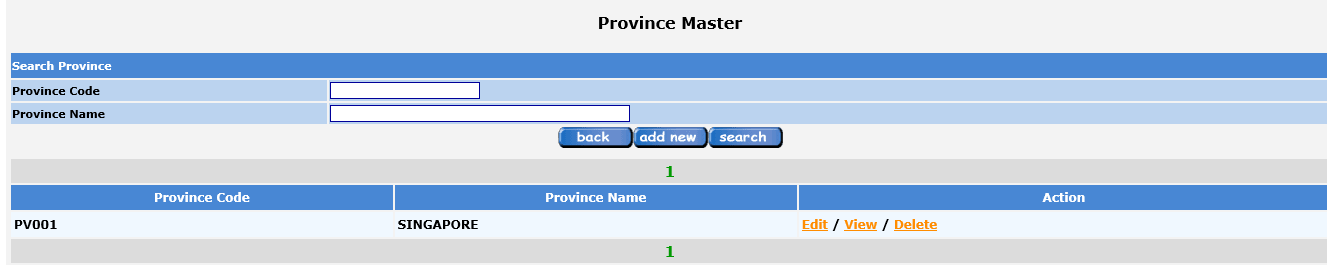 Province Master
Search Province
Province Code
Province Name
back add new search
1
Province Code Province Name Action
PV001 SINGAPORE Edit / View / Delete
1